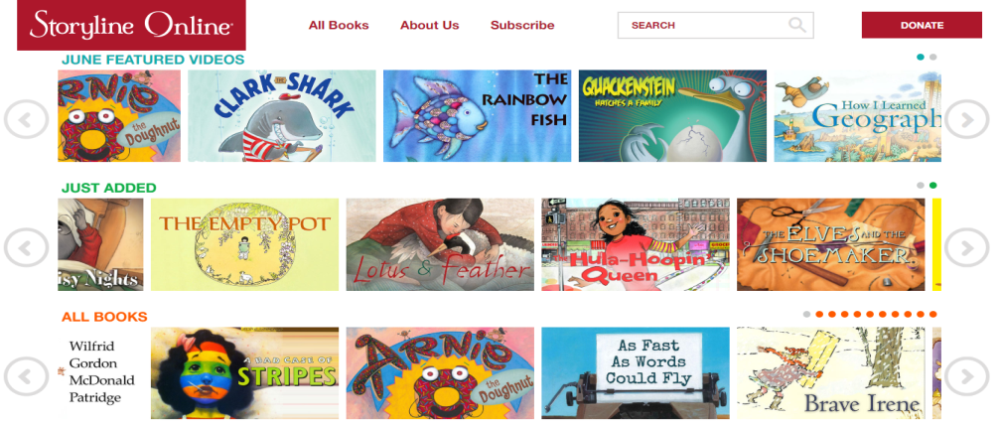 Storyline Online
All Books
About Us
Subscribe
SEARCH
DONATE
JUNE FEATURED VIDEOS
ARNIE
the
Doughnut
CLARK THE SHARK
THE
RAINBOW
FISH
QUACKENSTEIN
HATCHES A FAMILY
How I Learned
Geograph
JUST ADDED
isy Nights
THE EMPTY POT
Lotus & Feather
The Hula-Hoopin'
Queen
THE ELVES AND THE
SHOEMAKER
ALL BOOKS
Wilfrid
Gordon
McDonald
Patridge
A BAD CASE OF
STRIPES
ARNIE
the
Doughnut
As Fast
As Words
Could Fly
Brave Irene